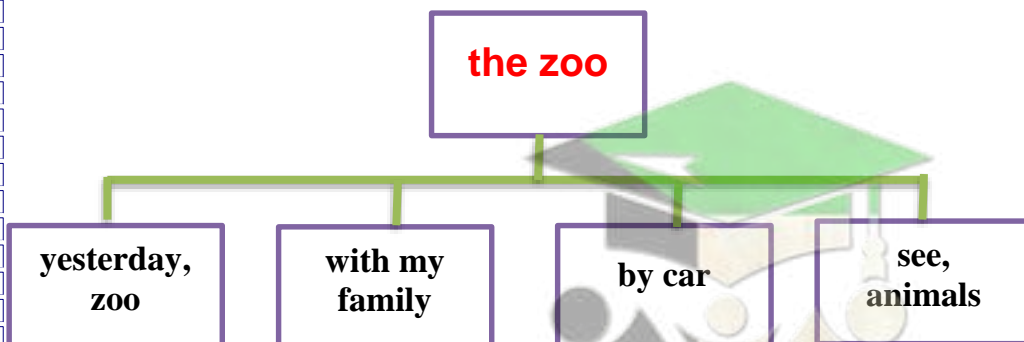 the zoo
yesterday,
zoo
with my
family
by car
see,
animals